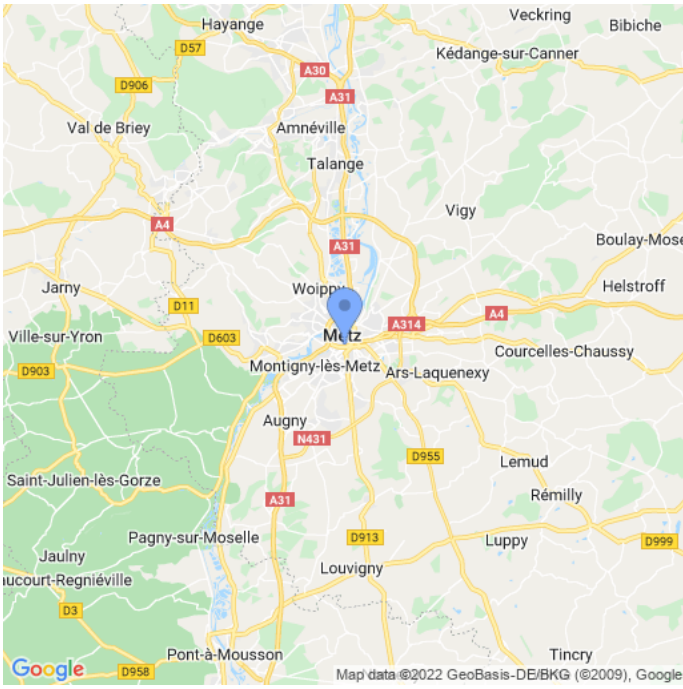 Veckring
Hayange
Bibiche
D57
Kédange-sur-Canner
A30
D906
A31
Val de Briey
Amnéville
Talange
Vigy
A4
Boulay-Mose
A31
Jarny
Woippy
Helstroff
D11
A4
A314
Ville-sur-Yron
D603
Metz
Courcelles-Chaussy
D903
Montigny-lès-Metz
Ars-Laquenexy
Augny
N431
D955
Lemud
Saint-Julien-lès-Gorze
Rémilly
A31
Pagny-sur-Moselle
D913
Luppy
D999
Jaulny
Louvigny
aucourt-Regniéville
D3
Pont-à-Mousson
Tincry
Google
D958
Map data ©2022 GeoBasis-DE/BKG (©2009), Google